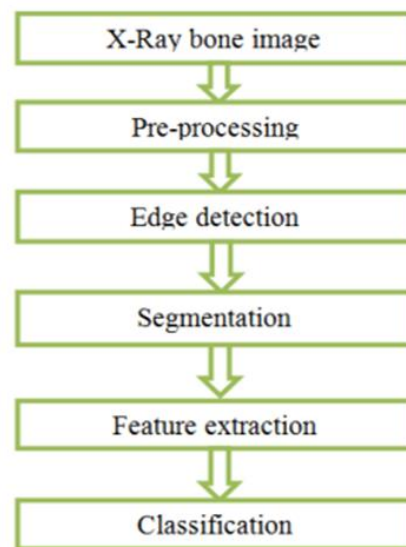 X-Ray bone image
Pre-processing
Edge detection
Segmentation
Feature extraction
Classification